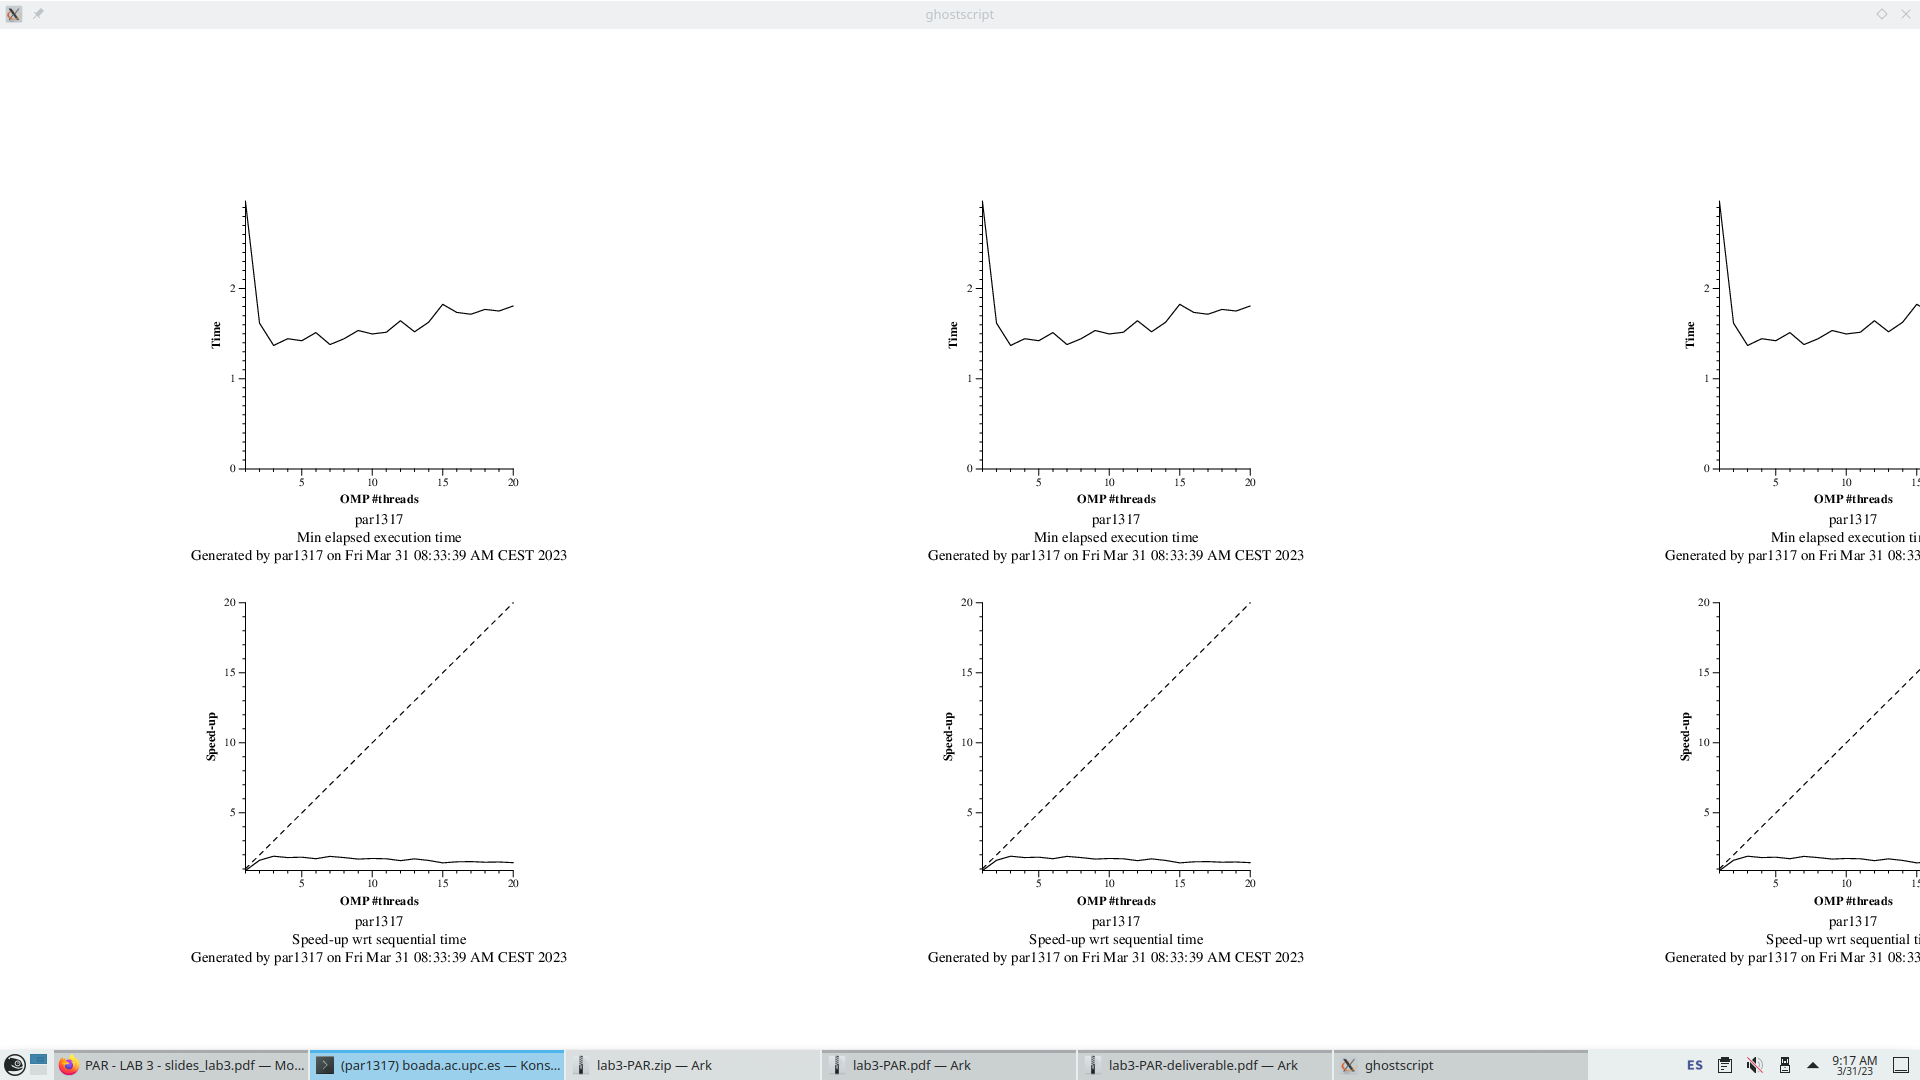 ghostscript
2
1
0
Time
5 10 15 20
OMP #threads
par1317
Min elapsed execution time
Generated by par1317 on Fri Mar 31 08:33:39 AM CEST 2023
20
15
10
5
Speed-up
5 10 15 20
OMP #threads
par1317
Speed-up wrt sequential time
Generated by par1317 on Fri Mar 31 08:33:39 AM CEST 2023
2
1
0
Time
5 10 15 20
OMP #threads
par1317
Min elapsed execution time
Generated by par1317 on Fri Mar 31 08:33:39 AM CEST 2023
20
15
10
5
Speed-up
5 10 15 20
OMP #threads
par1317
Speed-up wrt sequential time
Generated by par1317 on Fri Mar 31 08:33:39 AM CEST 2023
2
1
0
Time
5 10 15
OMP #threads
par1317
Min elapsed execution ti
Generated by par1317 on Fri Mar 31 08:33
20
15
10
5
Speed-up
5 10 15
OMP #threads
par1317
Speed-up wrt sequential ti
Generated by par1317 on Fri Mar 31 08:33
PAR - LAB 3 - slides_lab3.pdf — Mo...
(par1317) boada.ac.upc.es — Kons...
lab3-PAR.zip — Ark
lab3-PAR.pdf — Ark
lab3-PAR-deliverable.pdf — Ark
ghostscript
ES
9:17 AM
3/31/23